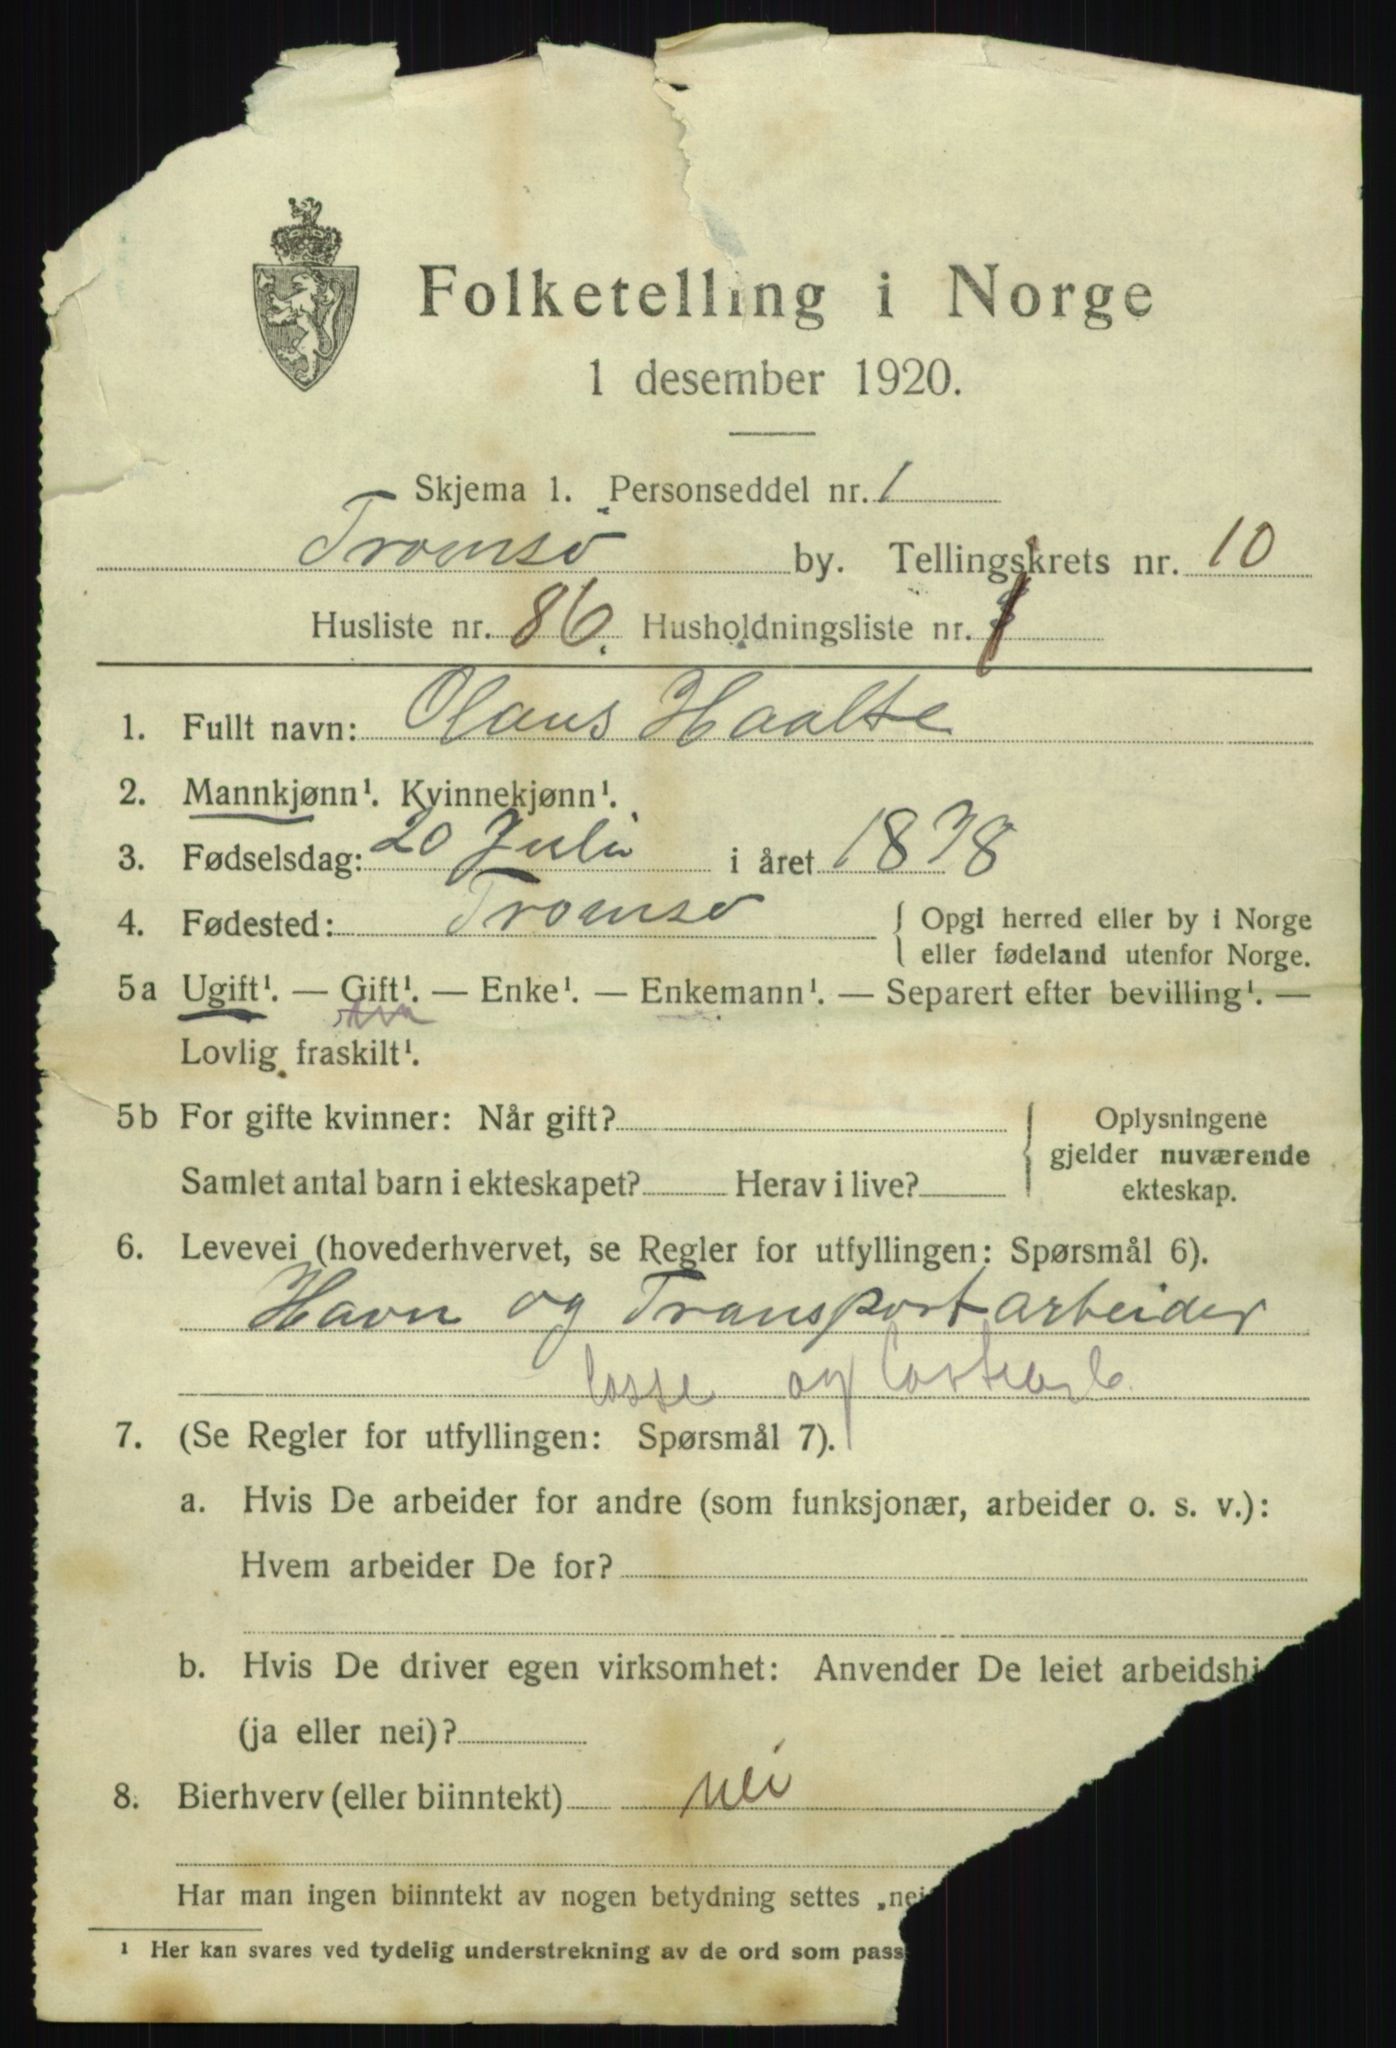 Folketelling i Norge
1 desember 1920.
Skjema 1. Personseddel nr. 1
Tromsø by. Tellingskrets nr. 10
Husliste nr. 86. Husholdningsliste nr. 1
1. Fullt navn: Olaus Haalte
2. Mannkjønn¹. Kvinnekjønn¹.
3. Fødselsdag: 20 Juli i året 1878
4. Fødested: Tromsø { Opgi herred eller by i Norge
eller fødeland utenfor Norge.
5a Ugift¹. — Gift¹. — Enke¹. — Enkemann¹. — Separert efter bevilling¹. —
Lovlig fraskilt¹.
5b For gifte kvinner: Når gift? { Oplysningene
gjelder nuværende
Samlet antal barn i ekteskapet? Herav i live? ekteskap.
6. Levevei (hovederhvervet, se Regler for utfyllingen: Spørsmål 6).
Havn og Transportarbeider
losse og lastearb.
7. (Se Regler for utfyllingen: Spørsmål 7).
a. Hvis De arbeider for andre (som funksjonær, arbeider o. s. v.):
Hvem arbeider De for?
b. Hvis De driver egen virksomhet: Anvender De leiet arbeidshi
(ja eller nei)?
8. Bierhverv (eller biinntekt) nei
Har man ingen biinntekt av nogen betydning settes „nei
¹ Her kan svares ved tydelig understrekning av de ord som pass